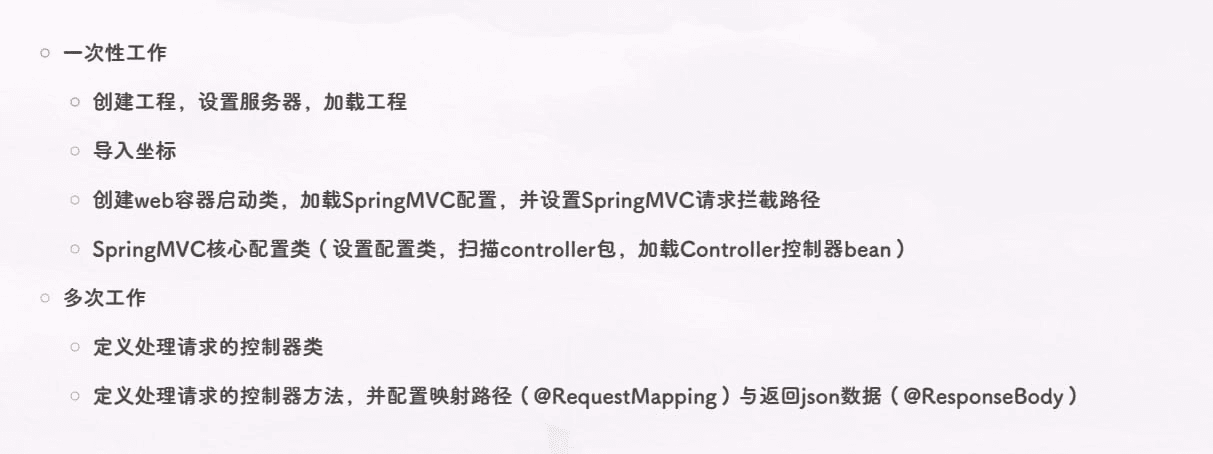 一次性工作
创建工程，设置服务器，加载工程
导入坐标
创建web容器启动类，加载SpringMVC配置，并设置SpringMVC请求拦截路径
SpringMVC核心配置类（设置配置类，扫描controller包，加载Controller控制器bean）
多次工作
定义处理请求的控制器类
定义处理请求的控制器方法，并配置映射路径（@RequestMapping）与返回json数据（@ResponseBody）